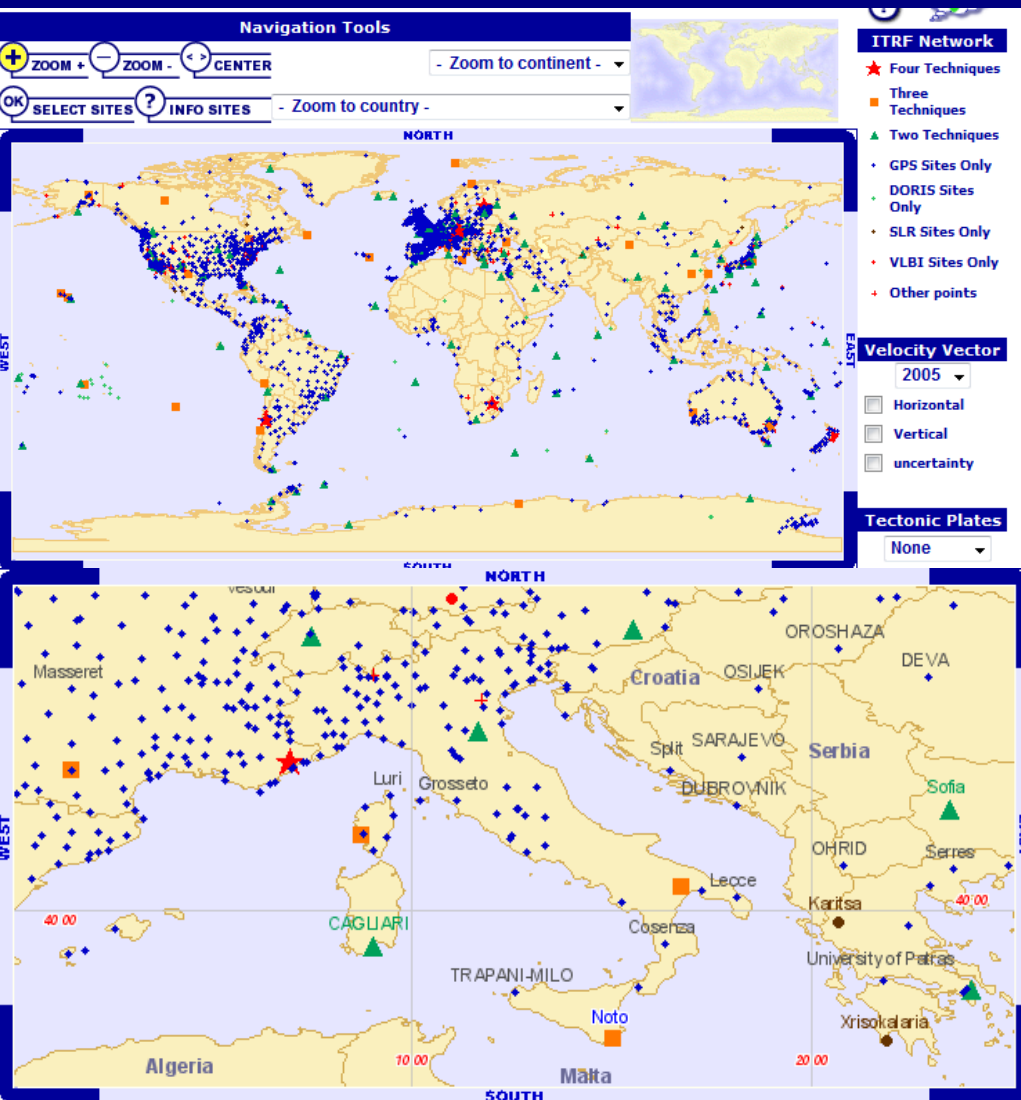 Navigation Tools
ZOOM +
ZOOM -
CENTER
- Zoom to continent -
OK
SELECT SITES
?
INFO SITES
- Zoom to country -
ITRF Network
Four Techniques
Three
Techniques
Two Techniques
GPS Sites Only
DORIS Sites
Only
SLR Sites Only
VLBI Sites Only
Other points
Velocity Vector
2005
Horizontal
Vertical
uncertainty
Tectonic Plates
None
NORTH
WEST
EAST
SOUTH
NORTH
Vesoul
OROSHAZA
Masseret
DEVA
Croatia
OSIJEK
Split
SARAJEVO
Serbia
Luri
Grosseto
DUBROVNIK
Sofia
WEST
OHRID
Serres
Lecce
40 00
CAGLIARI
Karitsa
40 00
Cosenza
TRAPANI-MILO
University of Patras
Noto
Xrisokalaria
Algeria
10 00
Malta
20 00
SOUTH